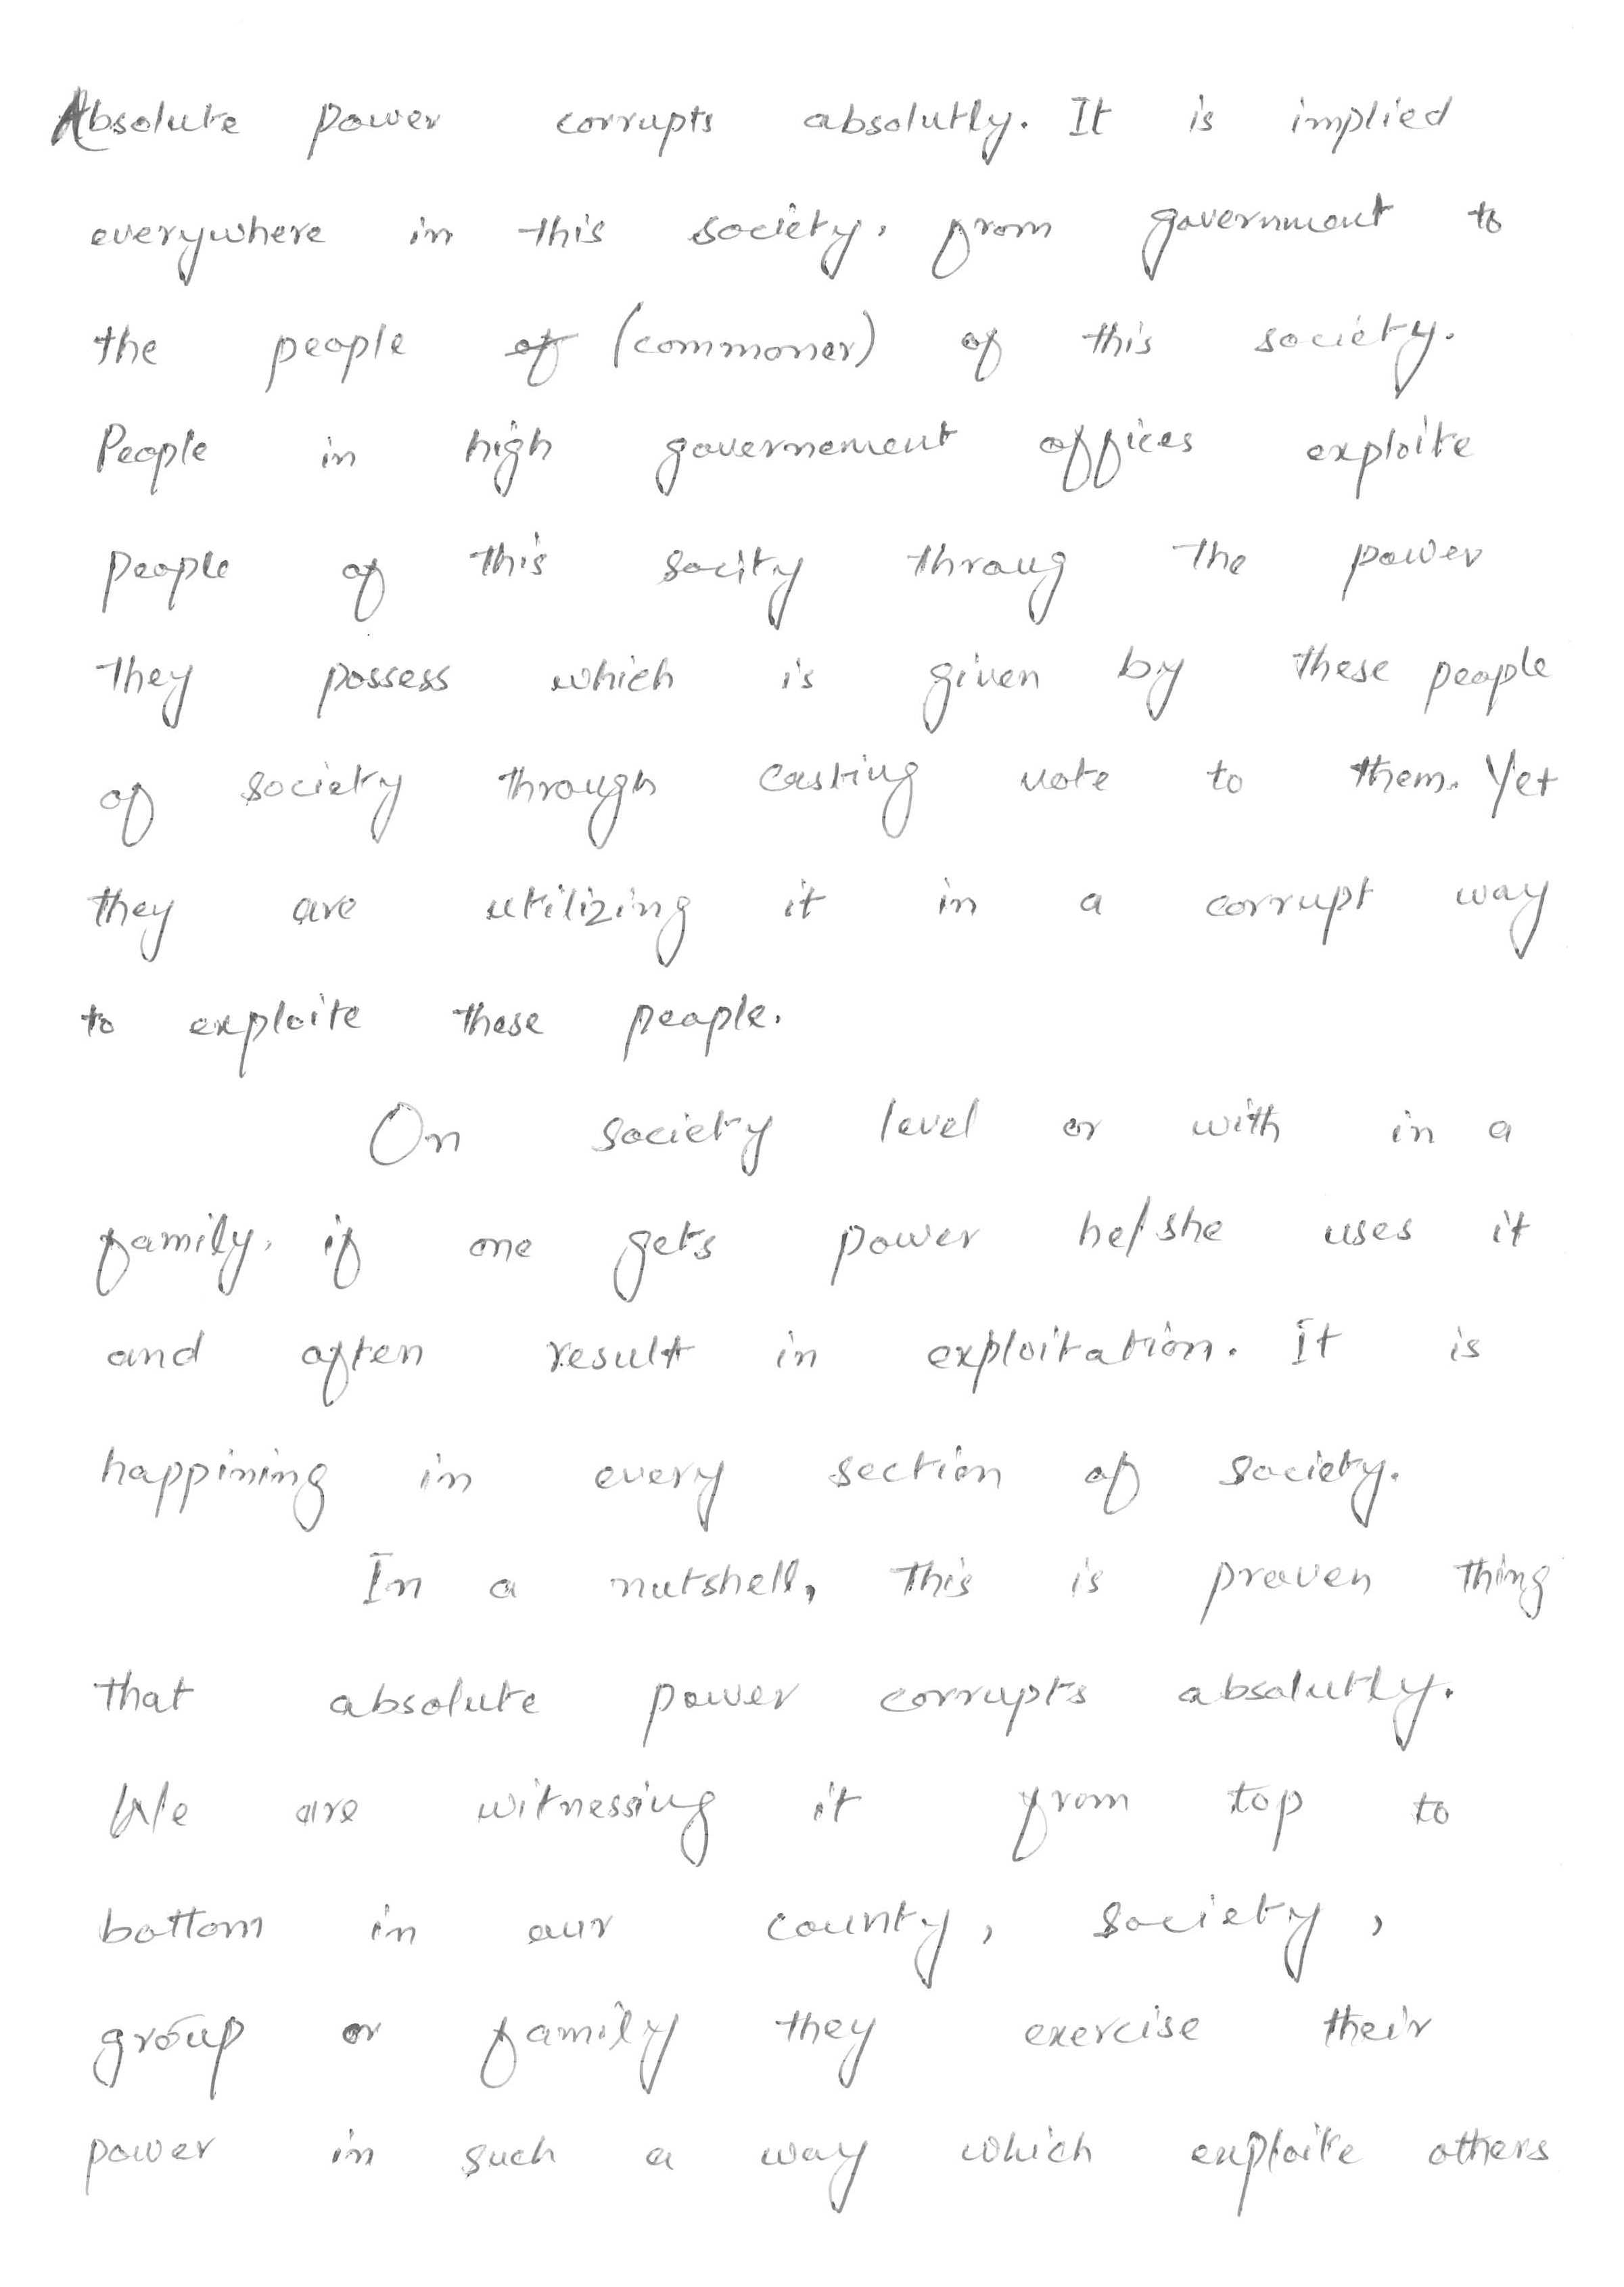 Absolute power corrupts absolutly. It is implied
everywhere in this society, from government to
the people of (commoner) of this society.
People in high governement offices exploite
people of this socity throug the power
they possess which is given by these people
of society through casting vote to them. Yet
they are utilizing it in a corrupt way
to exploite these people.
On society level or with in a
family, if one gets power he/she uses it
and often result in exploitation. It is
happining in every section of society.
In a nutshell, this is proven thing
that absolute power corrupts absolutly.
We are witnessing it from top to
bottom in our county, society,
group or family they exercise their
power in such a way which exploite others